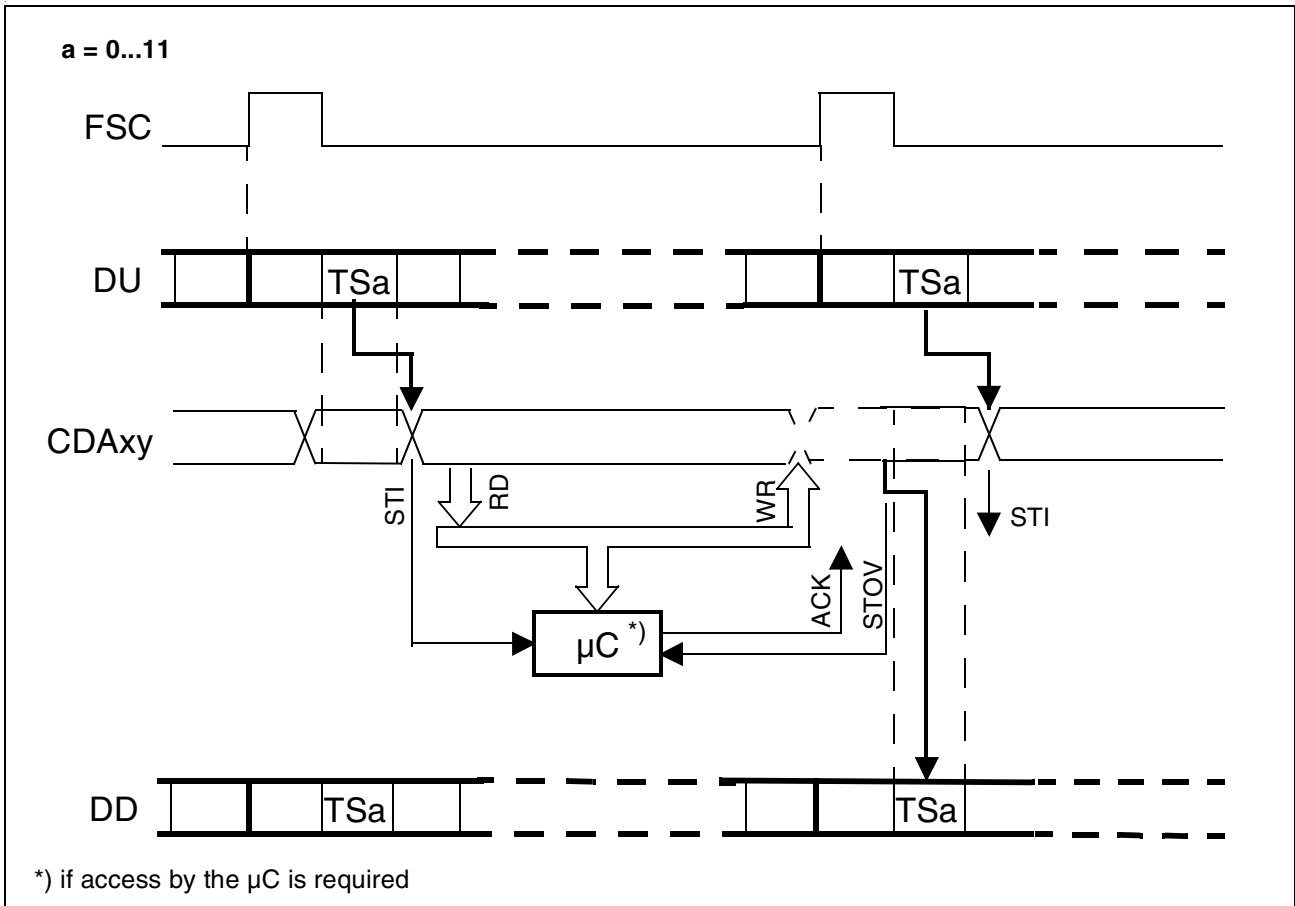 a = 0...11
FSC
DU
TSa
TSa
CDAxy
STI
RD
WR
ACK
STOV
STI
µC *)
DD
TSa
TSa
*) if access by the µC is required